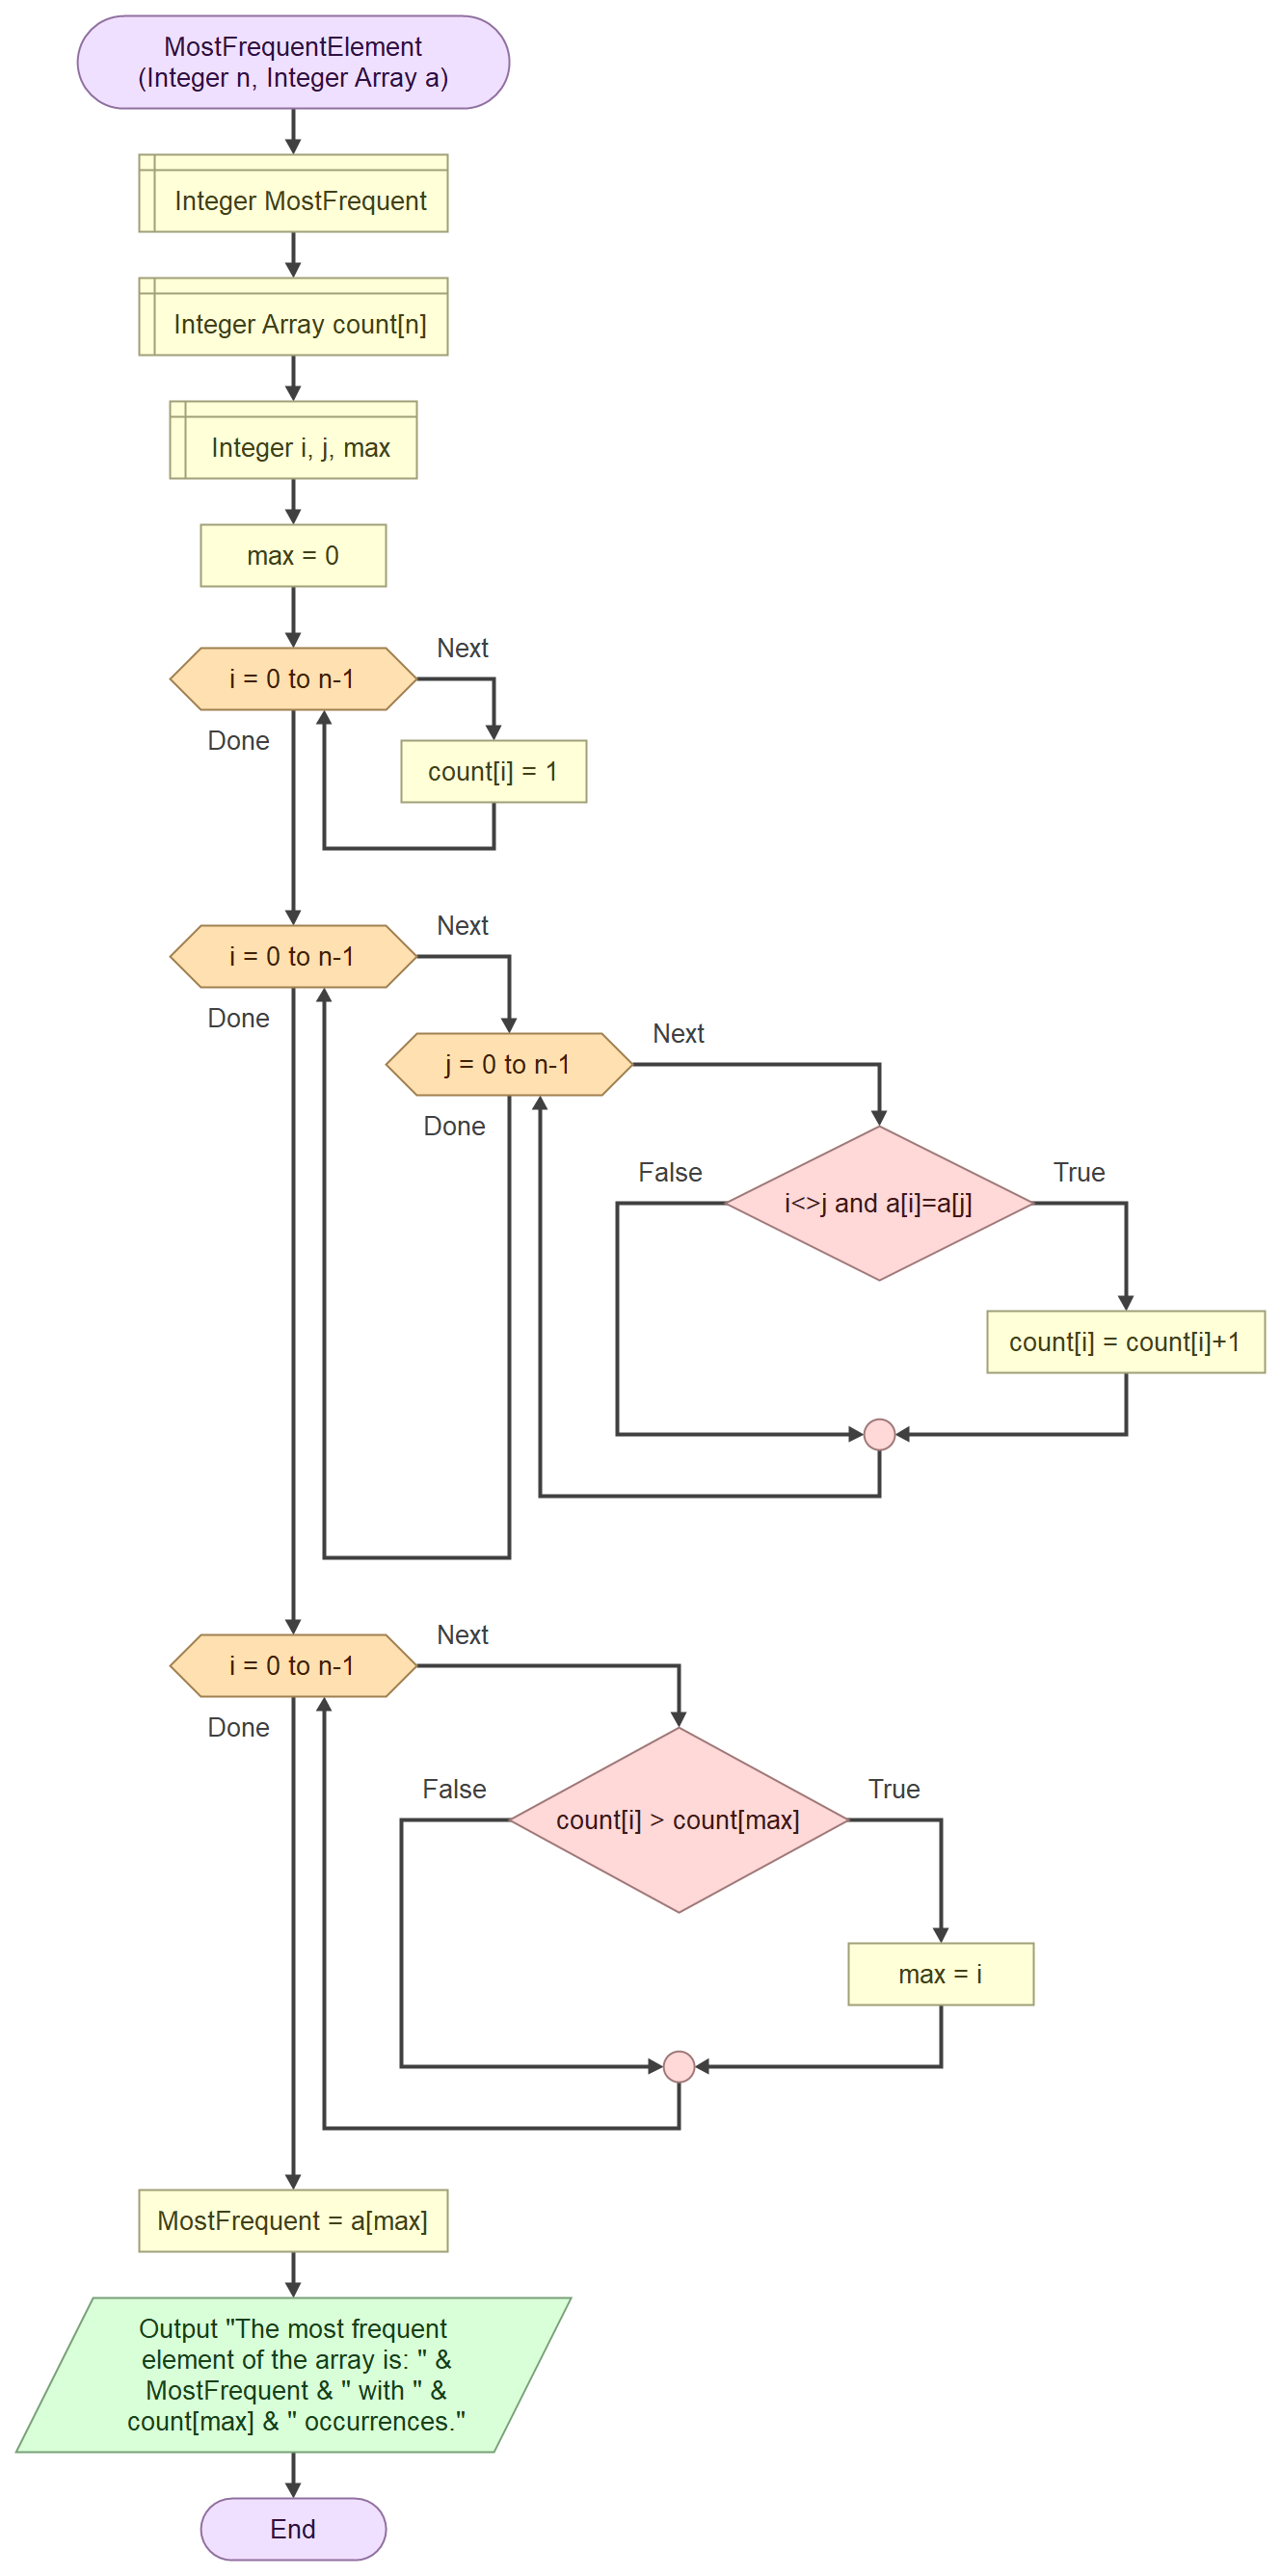 MostFrequentElement
(Integer n, Integer Array a)
Integer MostFrequent
Integer Array count[n]
Integer i, j, max
max = 0
i = 0 to n-1
Next
Done
count[i] = 1
i = 0 to n-1
Next
Done
j = 0 to n-1
Next
Done
i<>j and a[i]=a[j]
False
True
count[i] = count[i]+1
i = 0 to n-1
Next
Done
count[i] > count[max]
False
True
max = i
MostFrequent = a[max]
Output "The most frequent
element of the array is: " &
MostFrequent & " with " &
count[max] & " occurrences."
End